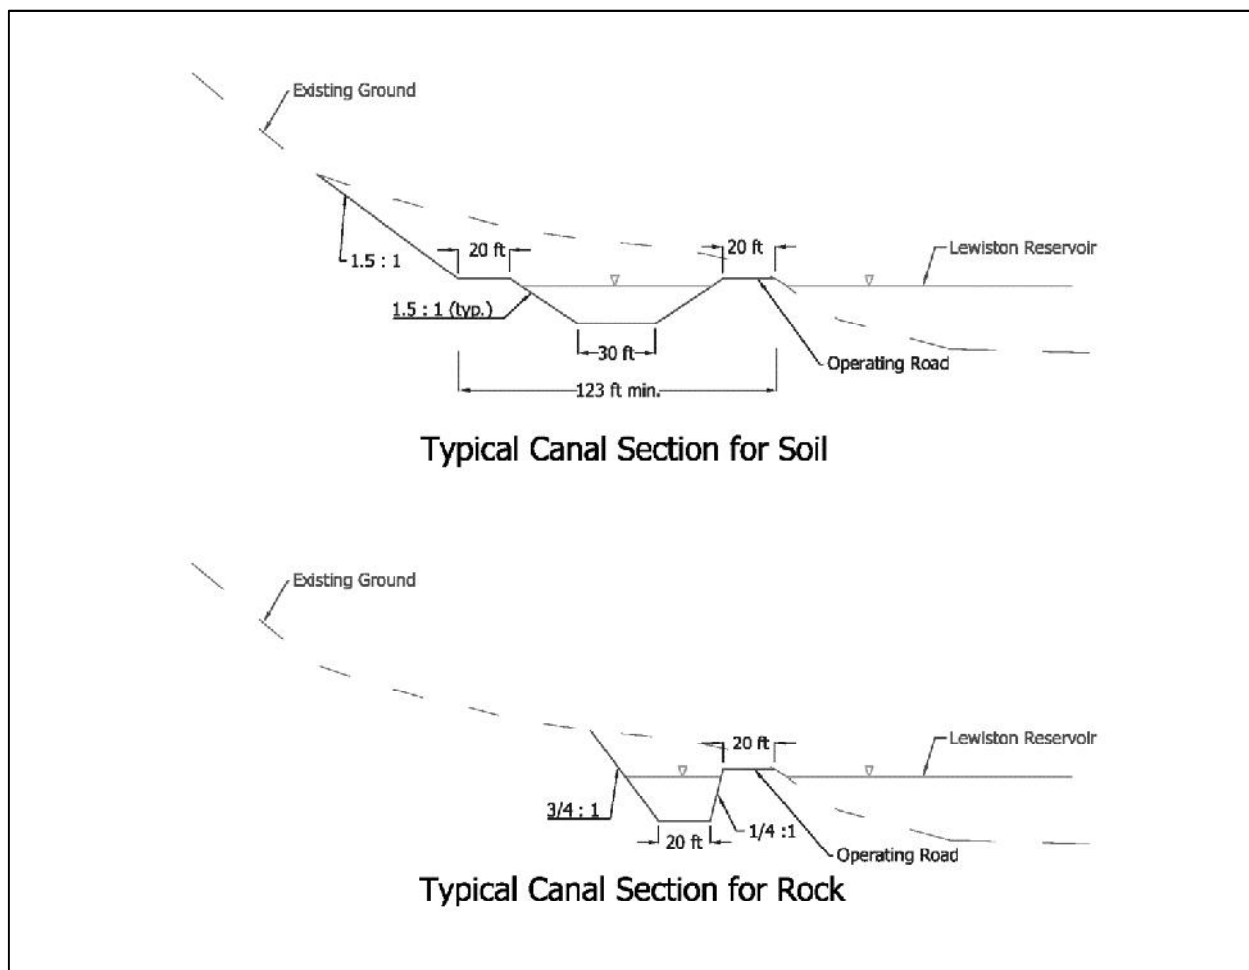 Existing Ground
20 ft
20 ft
Lewiston Reservoir
1.5 : 1
1.5 : 1 (typ.)
30 ft
Operating Road
123 ft min.
Typical Canal Section for Soil
Existing Ground
20 ft
Lewiston Reservoir
3/4 : 1
20 ft
1/4 :1
Operating Road
Typical Canal Section for Rock